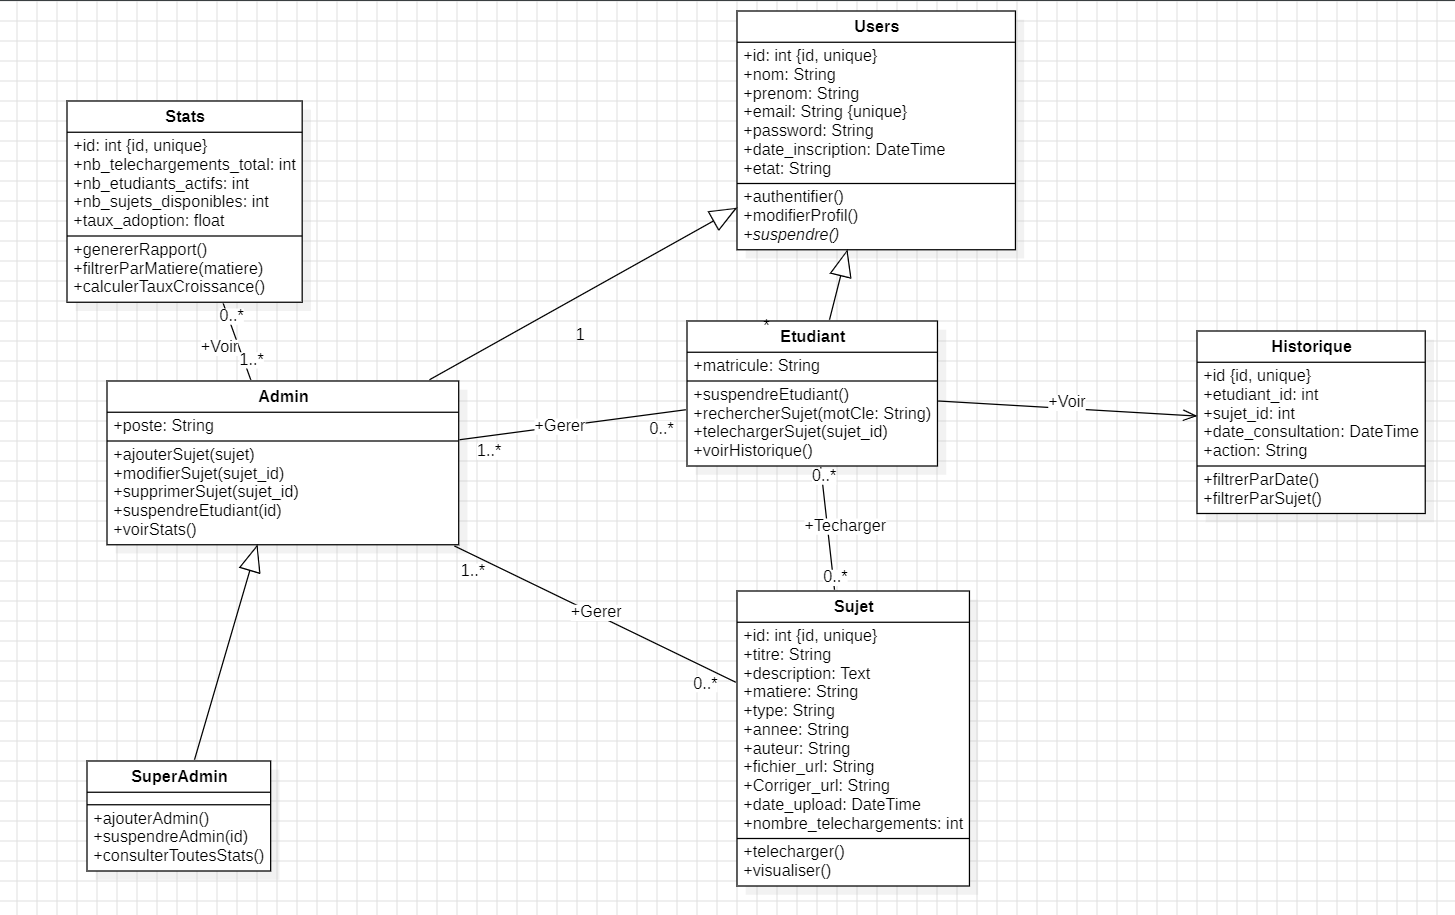 Users
+id: int {id, unique}
+nom: String
+prenom: String
+email: String {unique}
+password: String
+date_inscription: DateTime
+etat: String
+authentifier()
+modifierProfil()
+suspendre()
Stats
+id: int {id, unique}
+nb_telechargements_total: int
+nb_etudiants_actifs: int
+nb_sujets_disponibles: int
+taux_adoption: float
+genererRapport()
+filtrerParMatiere(matiere)
+calculerTauxCroissance()
0..*
+Voir
1..*
1
*
Etudiant
+matricule: String
+suspendreEtudiant()
+rechercherSujet(motCle: String)
+telechargerSujet(sujet_id)
+voirHistorique()
Historique
+id {id, unique}
+etudiant_id: int
+sujet_id: int
+date_consultation: DateTime
+action: String
+filtrerParDate()
+filtrerParSujet()
+Voir
Admin
+poste: String
+ajouterSujet(sujet)
+modifierSujet(sujet_id)
+supprimerSujet(sujet_id)
+suspendreEtudiant(id)
+voirStats()
+Gerer
0..*
1..*
0..*
+Techarger
0..*
1..*
+Gerer
0..*
Sujet
+id: int {id, unique}
+titre: String
+description: Text
+matiere: String
+type: String
+annee: String
+auteur: String
+fichier_url: String
+Corriger_url: String
+date_upload: DateTime
+nombre_telechargements: int
+telecharger()
+visualiser()
SuperAdmin
+ajouterAdmin()
+suspendreAdmin(id)
+consulterToutesStats()